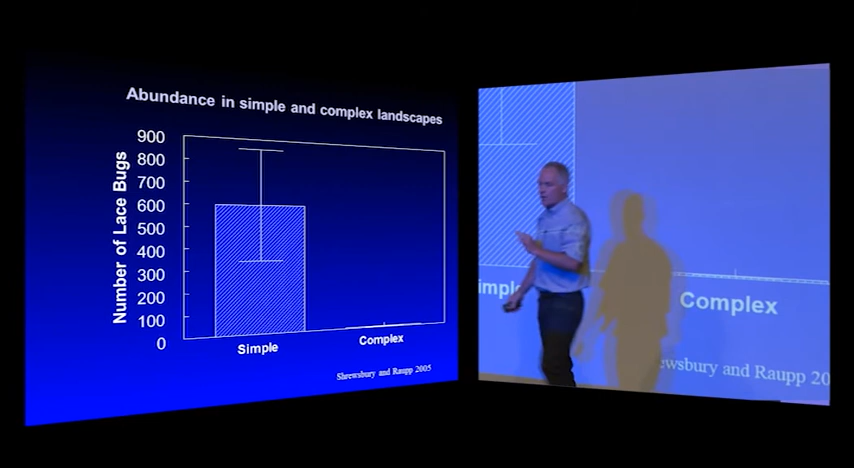 Abundance in simple and complex landscapes
Number of Lace Bugs
900
800
700
600
500
400
300
200
100
0
Simple
Complex
Shrewsbury and Raupp 2005
imple
Complex
ewsbury and Raupp 20